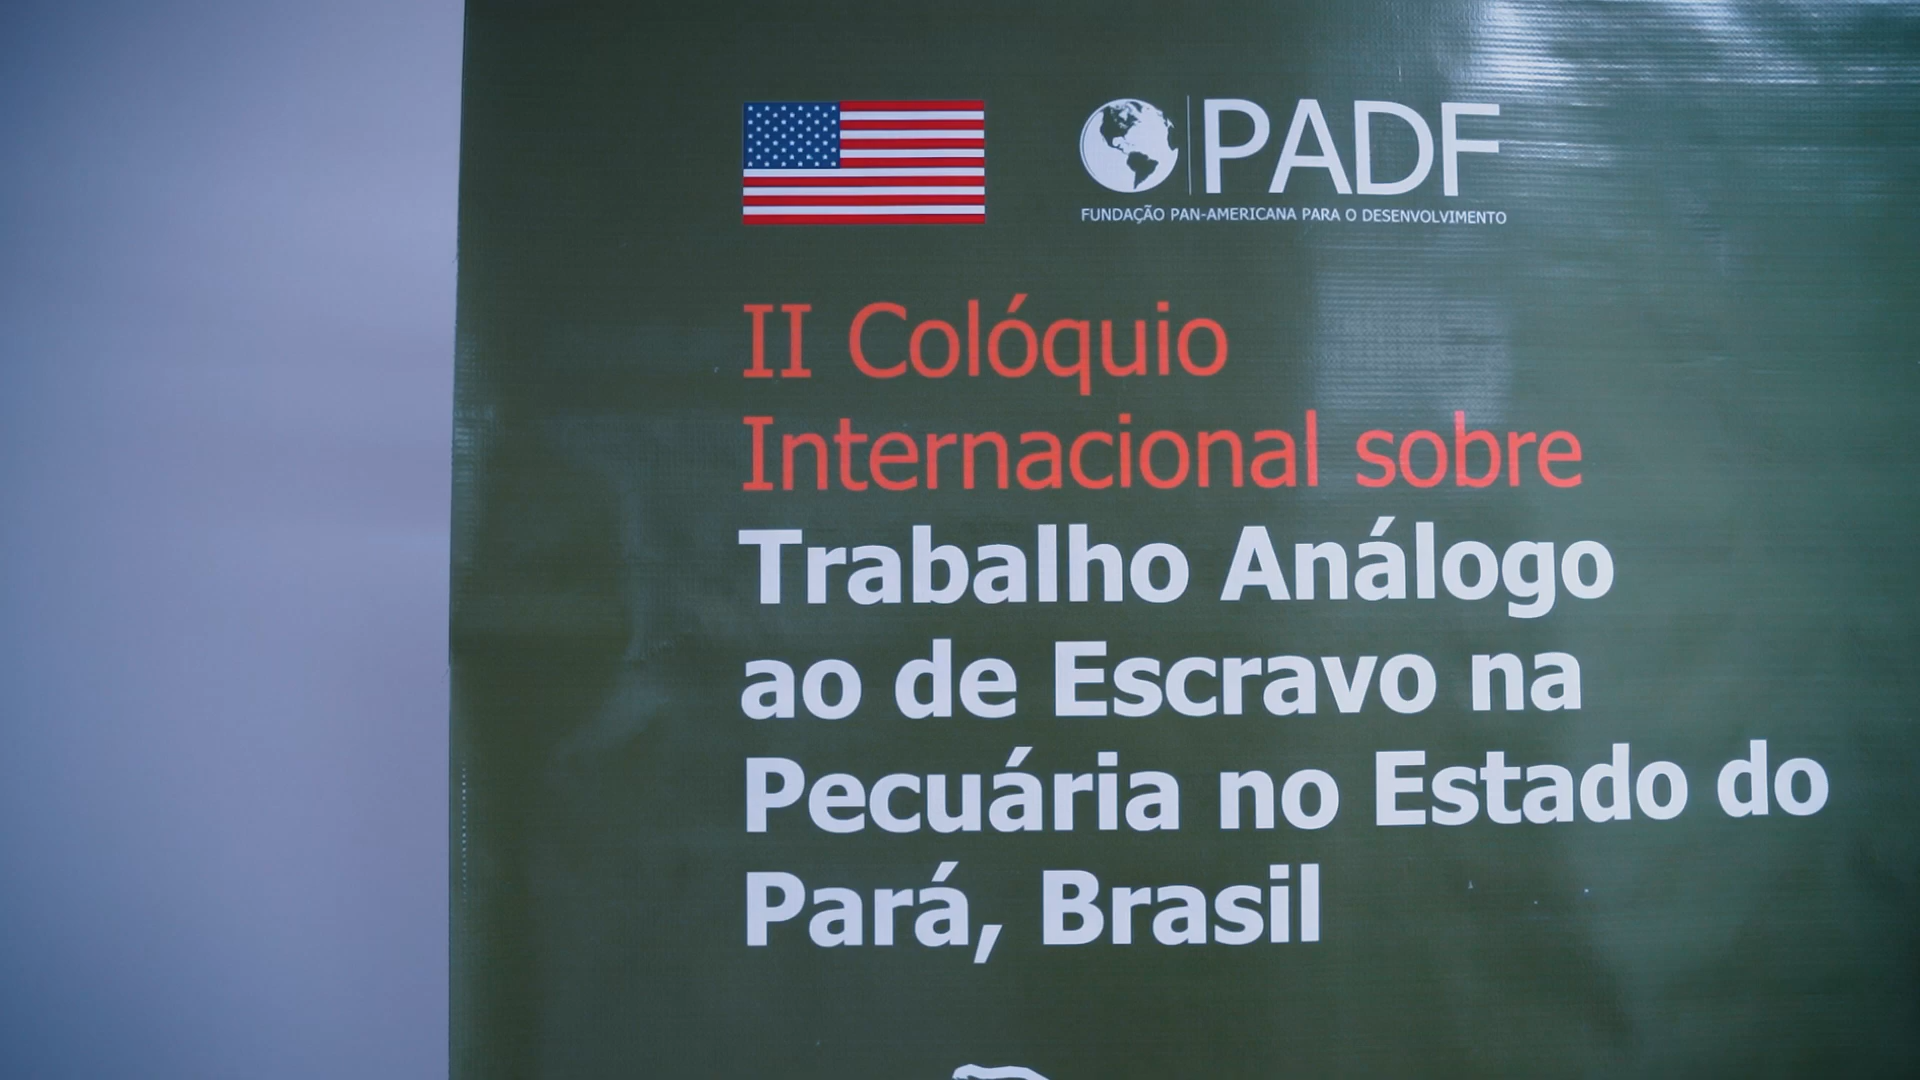 PADF
FUNDAÇÃO PAN-AMERICANA PARA O DESENVOLVIMENTO
II Colóquio
Internacional sobre
Trabalho Análogo
ao de Escravo na
Pecuária no Estado do
Pará, Brasil